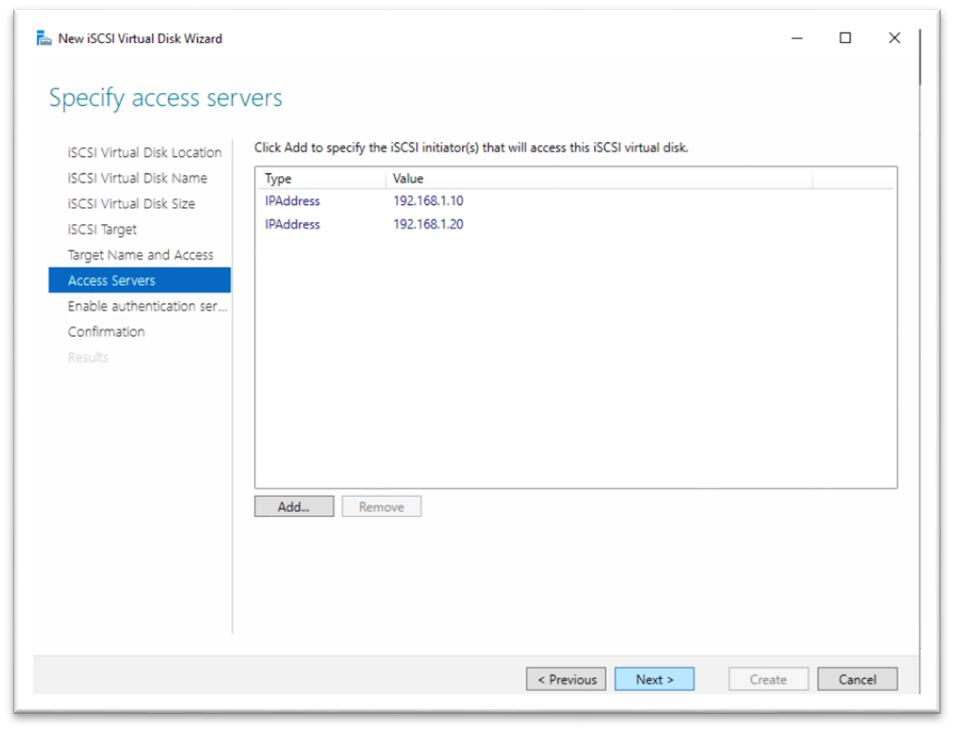 New iSCSI Virtual Disk Wizard
Specify access servers
iSCSI Virtual Disk Location
iSCSI Virtual Disk Name
iSCSI Virtual Disk Size
iSCSI Target
Target Name and Access
Access Servers
Enable authentication ser...
Confirmation
Results
Click Add to specify the iSCSI initiator(s) that will access this iSCSI virtual disk.
Type Value
IPAddress 192.168.1.10
IPAddress 192.168.1.20
Add... Remove
< Previous Next > Create Cancel